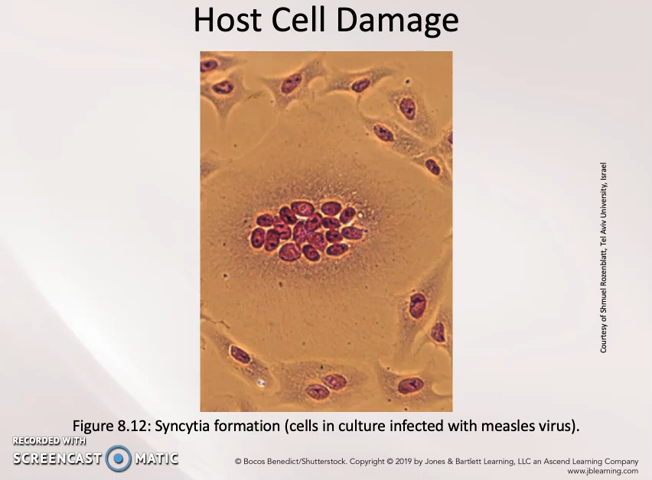 Host Cell Damage
Courtesy of Shmuel Rozenblatt, Tel Aviv University, Israel
Figure 8.12: Syncytia formation (cells in culture infected with measles virus).
RECORDED WITH
SCREENCAST MATIC
© Bocos Benedict/Shutterstock. Copyright © 2019 by Jones & Bartlett Learning, LLC an Ascend Learning Company
www.jblearning.com